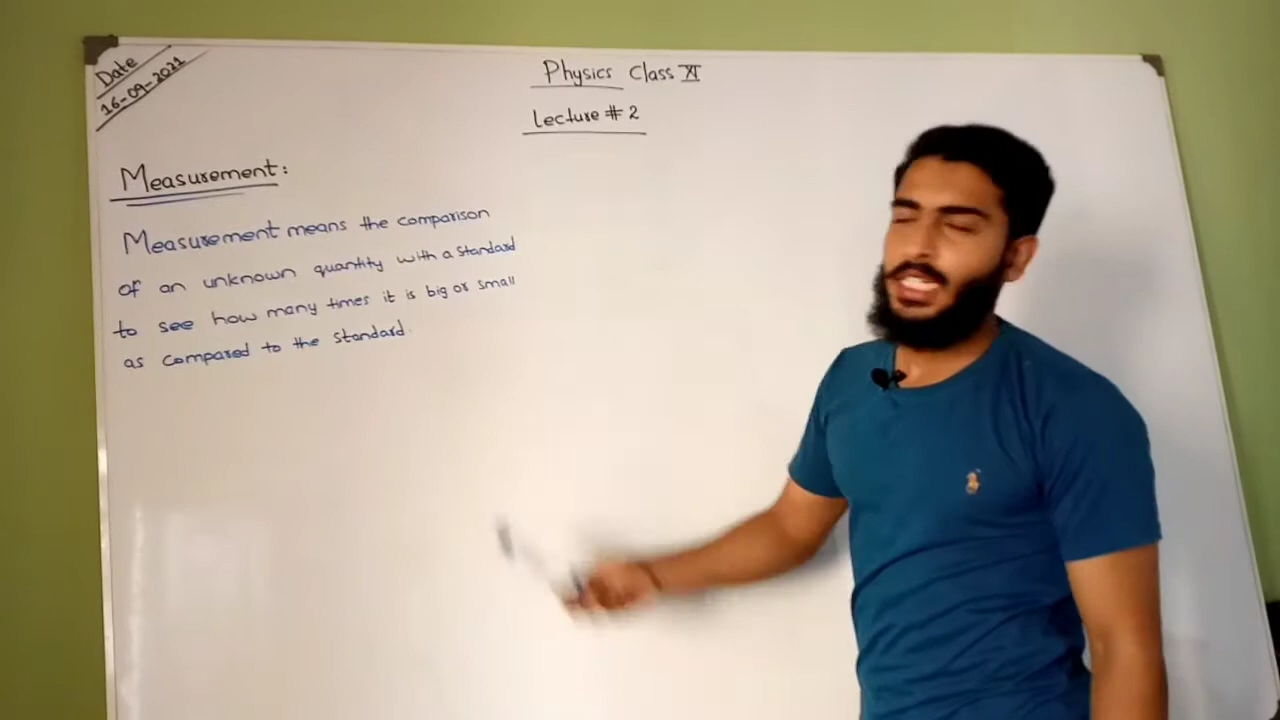 Date
16-09-2021
Physics Class XI
Lecture # 2
Measurement:
Measurement means the comparison
of an unknown quantity with a standard
to see how many times it is big or small
as compared to the standard.